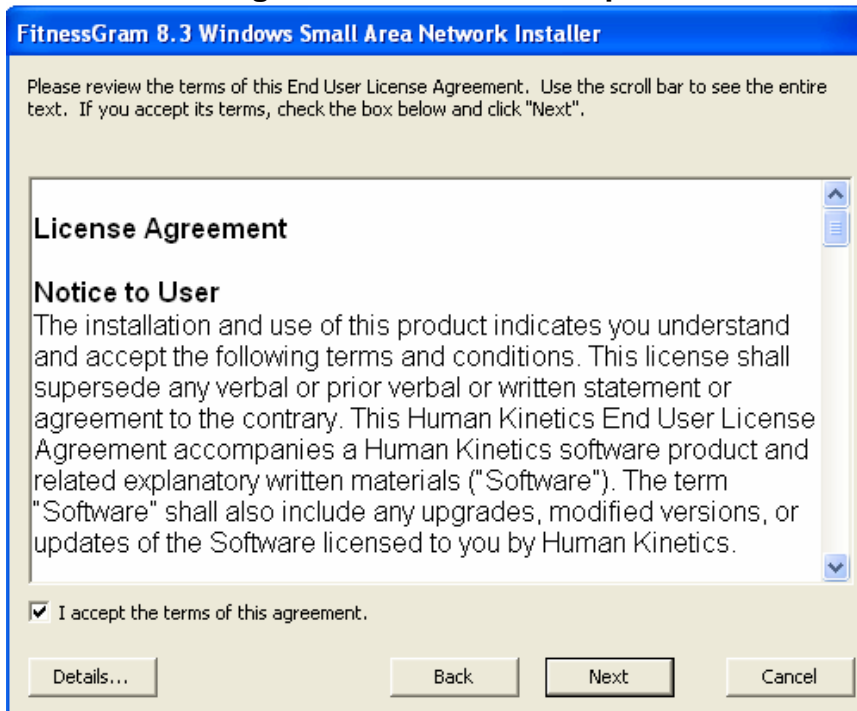 FitnessGram 8.3 Windows Small Area Network Installer
Please review the terms of this End User License Agreement.  Use the scroll bar to see the entire
text.  If you accept its terms, check the box below and click "Next".
License Agreement
Notice to User
The installation and use of this product indicates you understand
and accept the following terms and conditions. This license shall
supersede any verbal or prior verbal or written statement or
agreement to the contrary. This Human Kinetics End User License
Agreement accompanies a Human Kinetics software product and
related explanatory written materials ("Software"). The term
"Software" shall also include any upgrades, modified versions, or
updates of the Software licensed to you by Human Kinetics.
I accept the terms of this agreement.
Details... Back Next Cancel